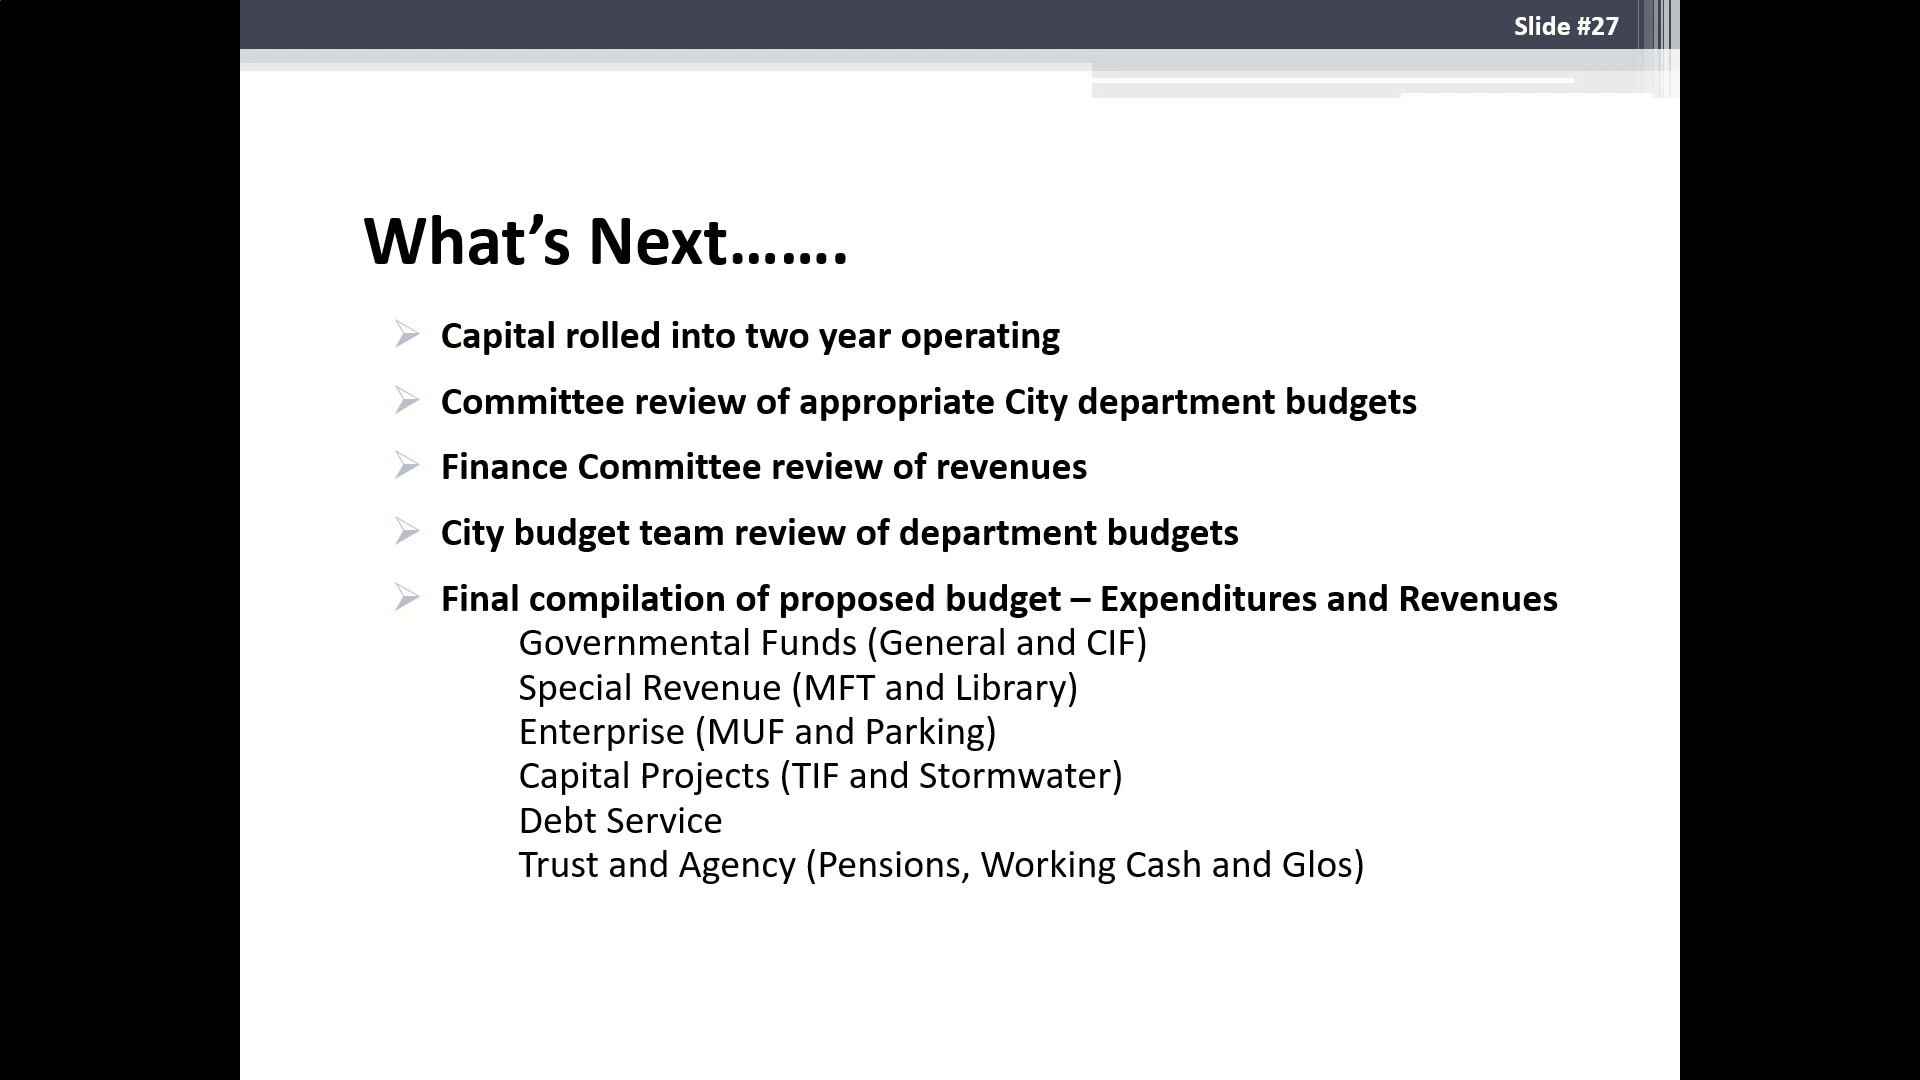 Slide #27
What’s Next…….
Capital rolled into two year operating
Committee review of appropriate City department budgets
Finance Committee review of revenues
City budget team review of department budgets
Final compilation of proposed budget – Expenditures and Revenues
Governmental Funds (General and CIF)
Special Revenue (MFT and Library)
Enterprise (MUF and Parking)
Capital Projects (TIF and Stormwater)
Debt Service
Trust and Agency (Pensions, Working Cash and Glos)